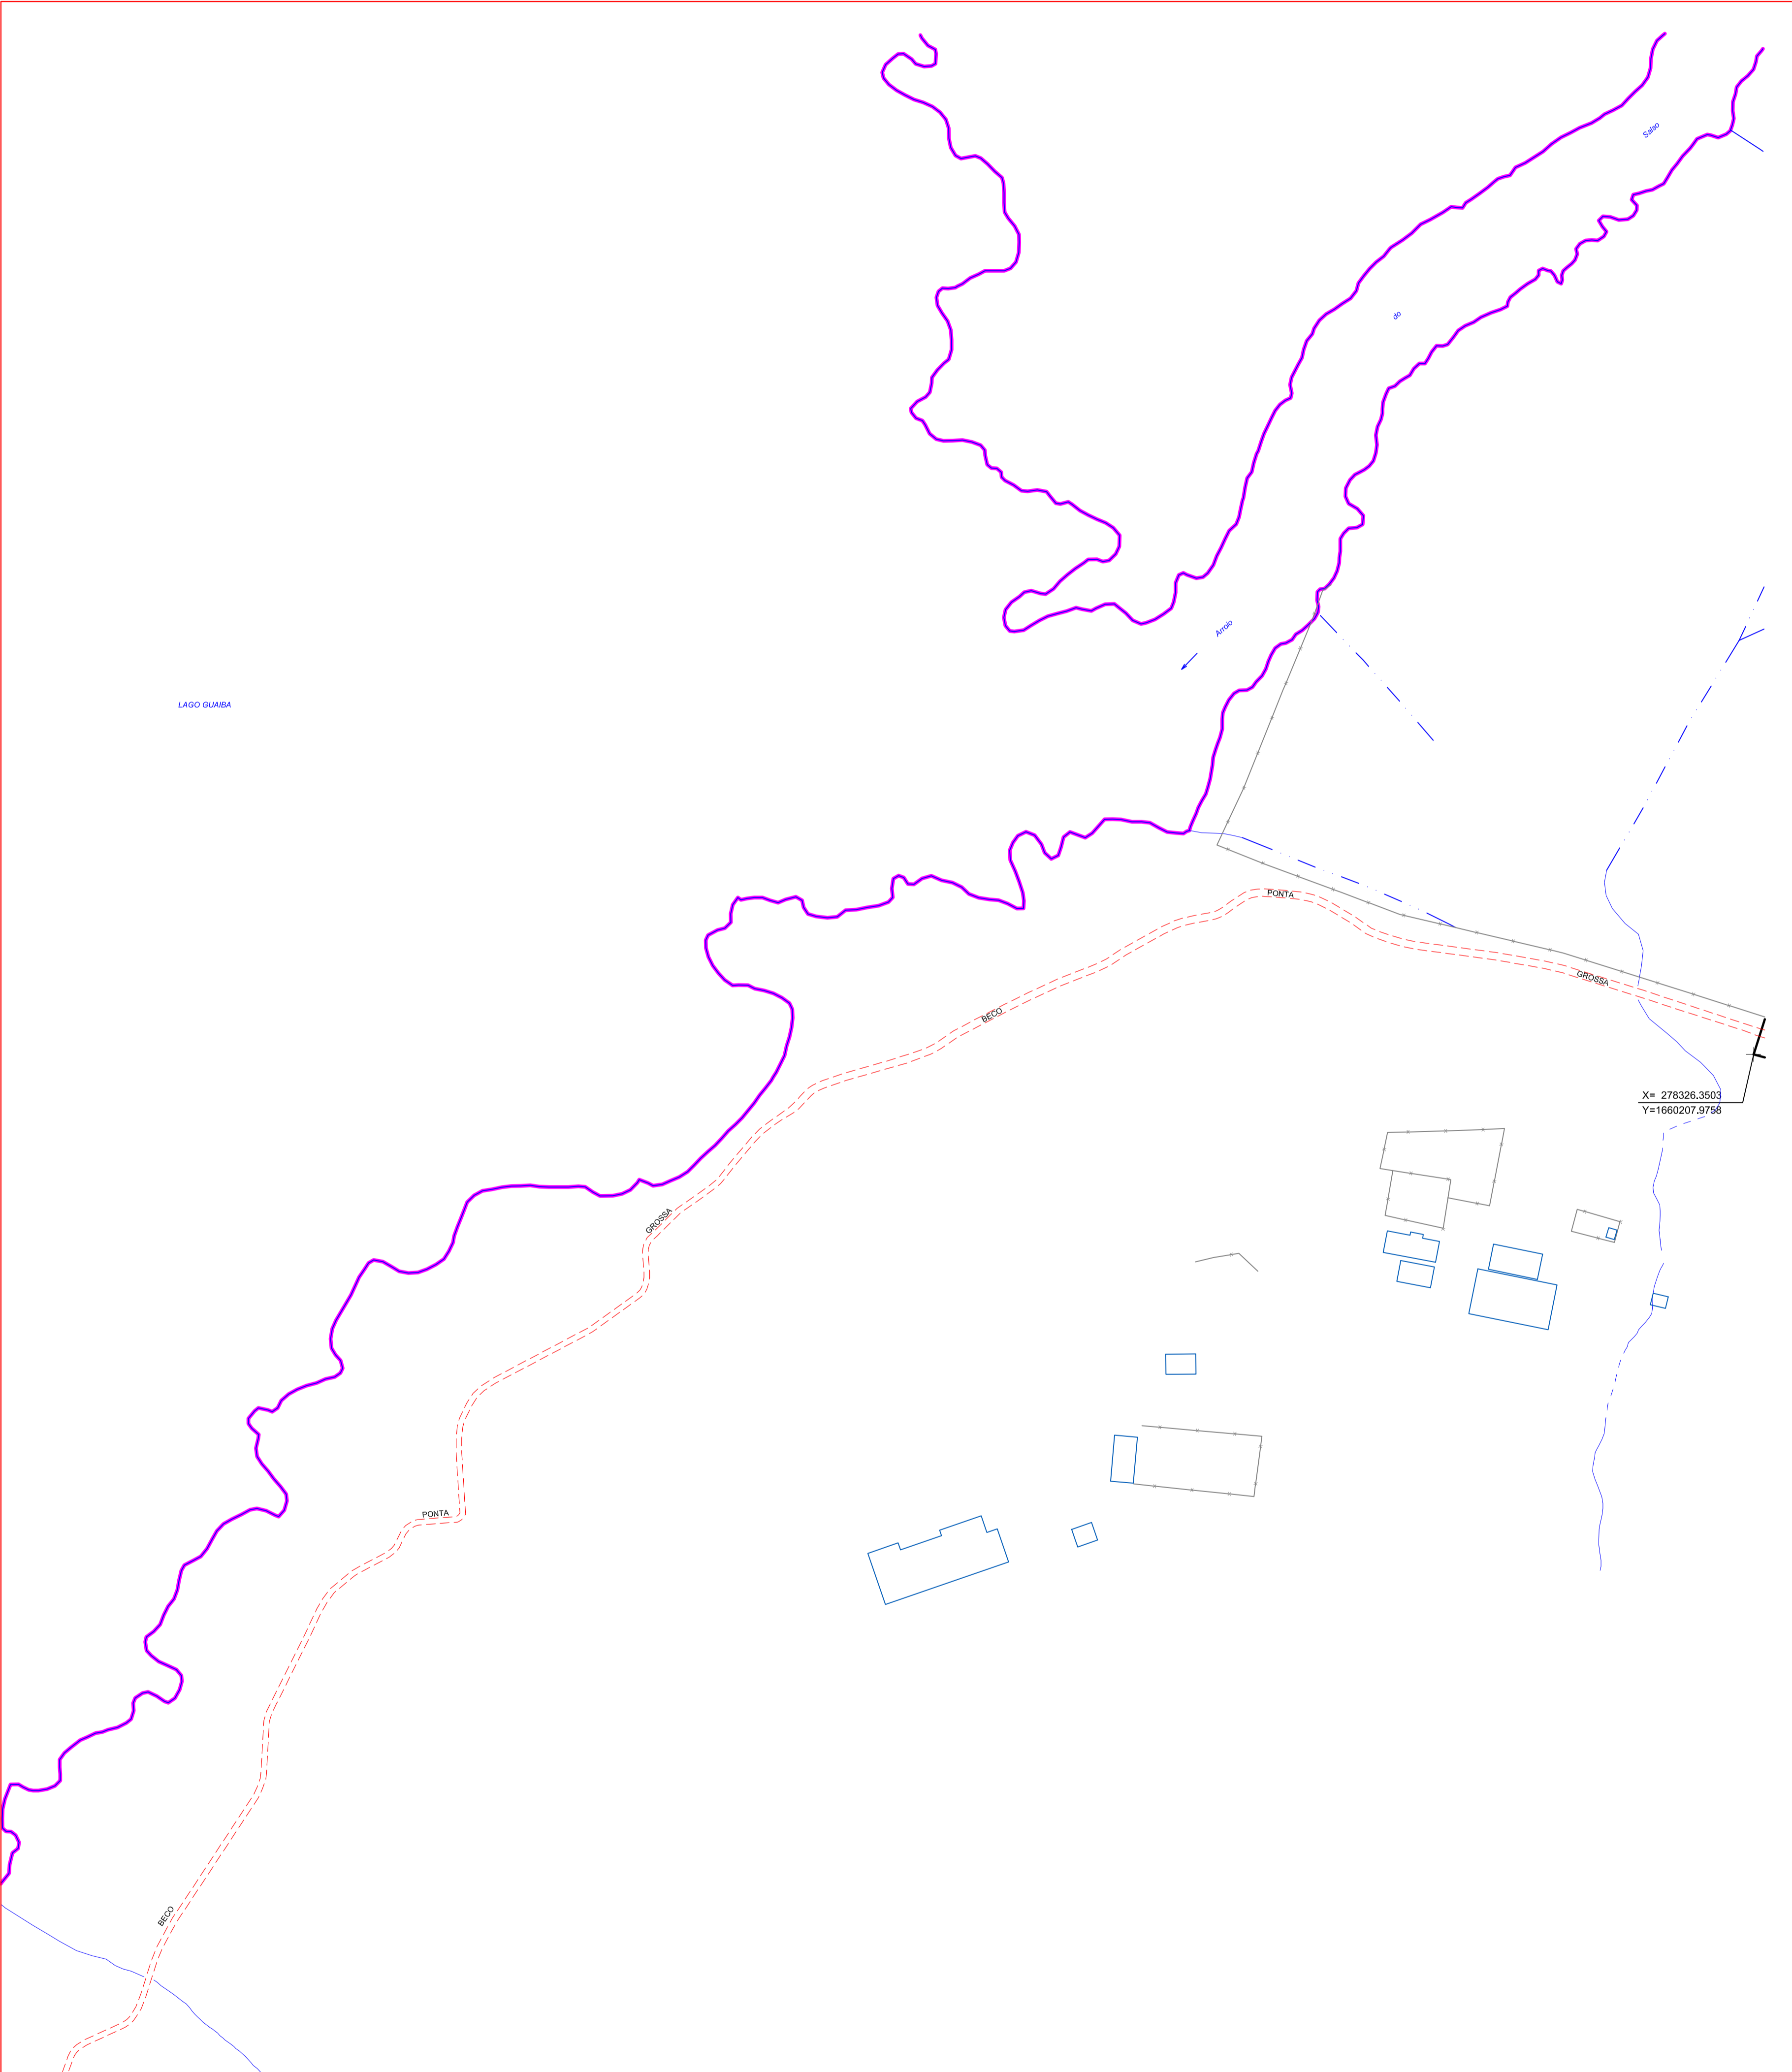 Salso
do
Arroio
LAGO GUAIBA
PONTA
GROSSA
BECO
X= 278326.3503
Y=1660207.9758
GROSSA
PONTA
BECO